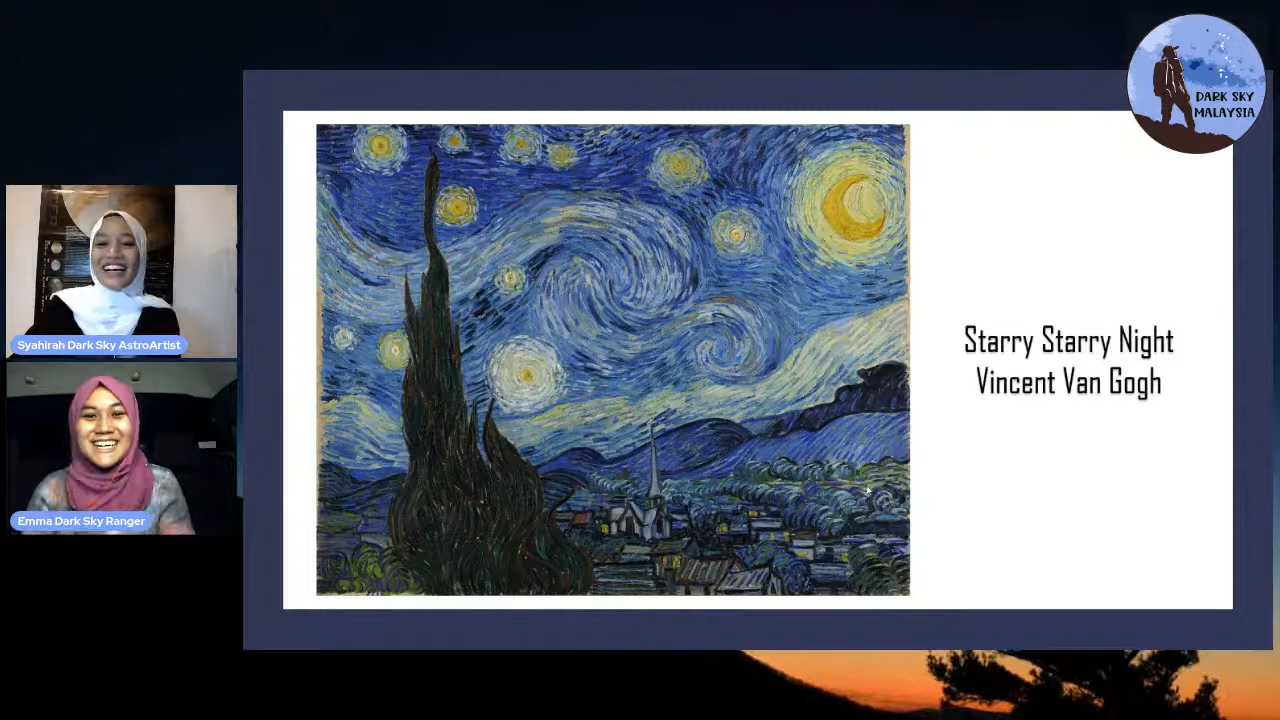 DARK SKY
MALAYSIA
Syahirah Dark Sky AstroArtist
Emma Dark Sky Ranger
Starry Starry Night
Vincent Van Gogh